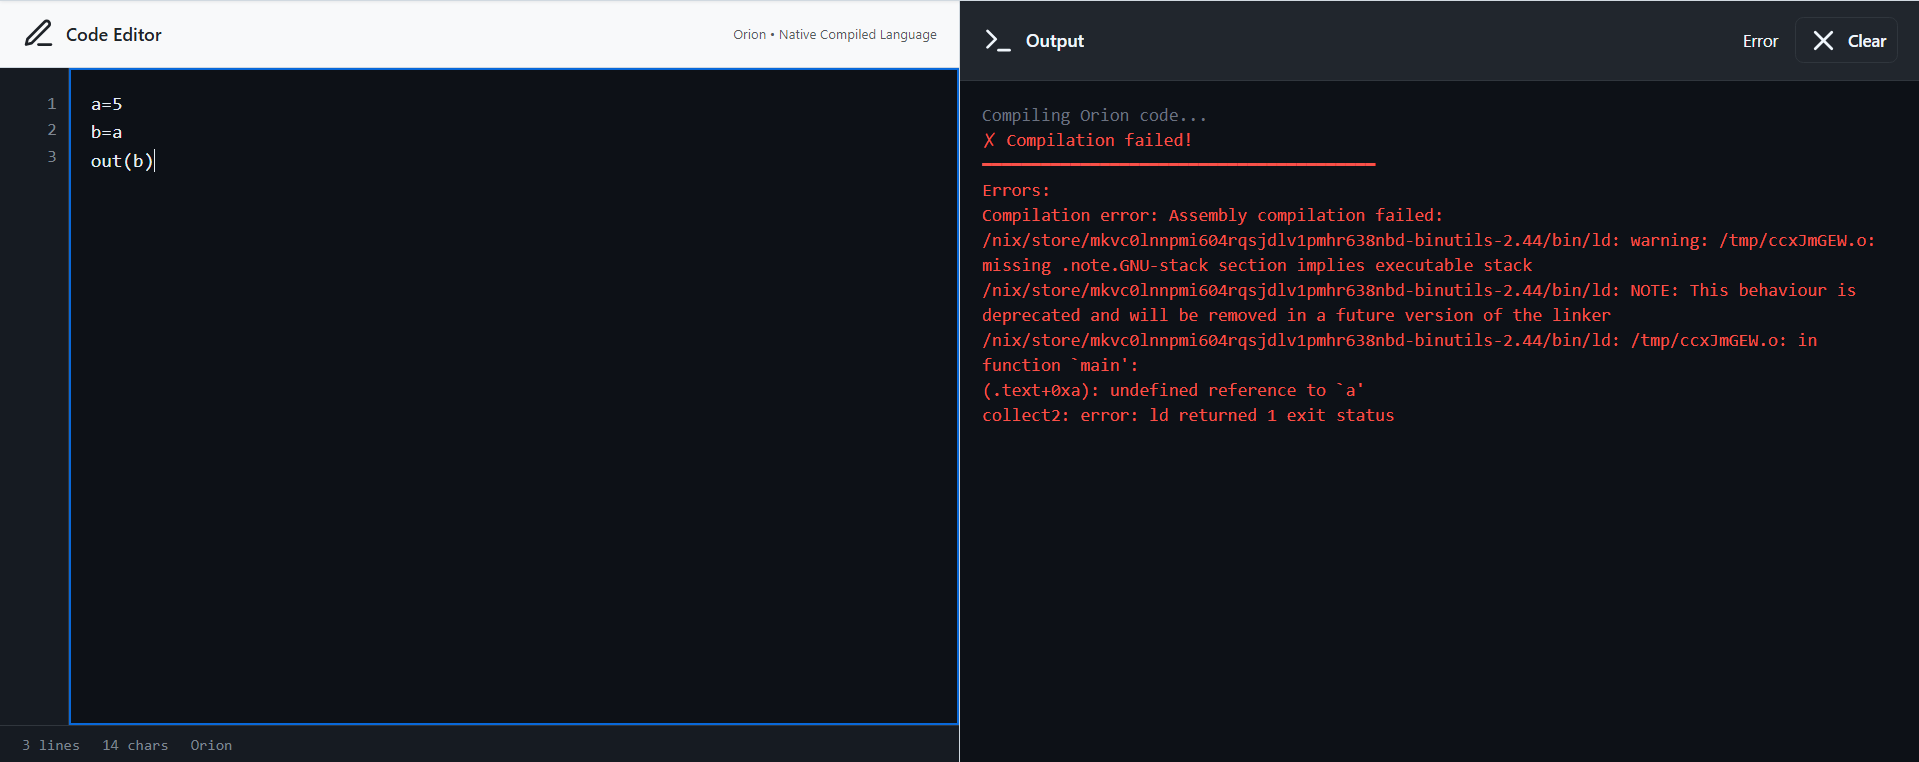 Code Editor
Orion • Native Compiled Language
1 a=5
2 b=a
3 out(b)
3 lines 14 chars Orion
Output
Error
Clear
Compiling Orion code...
✗ Compilation failed!
Errors:
Compilation error: Assembly compilation failed:
/nix/store/mkvc0lnnpmi604rqsjdlv1pmhr638nbd-binutils-2.44/bin/ld: warning: /tmp/ccxJmGEW.o:
missing .note.GNU-stack section implies executable stack
/nix/store/mkvc0lnnpmi604rqsjdlv1pmhr638nbd-binutils-2.44/bin/ld: NOTE: This behaviour is
deprecated and will be removed in a future version of the linker
/nix/store/mkvc0lnnpmi604rqsjdlv1pmhr638nbd-binutils-2.44/bin/ld: /tmp/ccxJmGEW.o: in
function `main':
(.text+0xa): undefined reference to `a'
collect2: error: ld returned 1 exit status